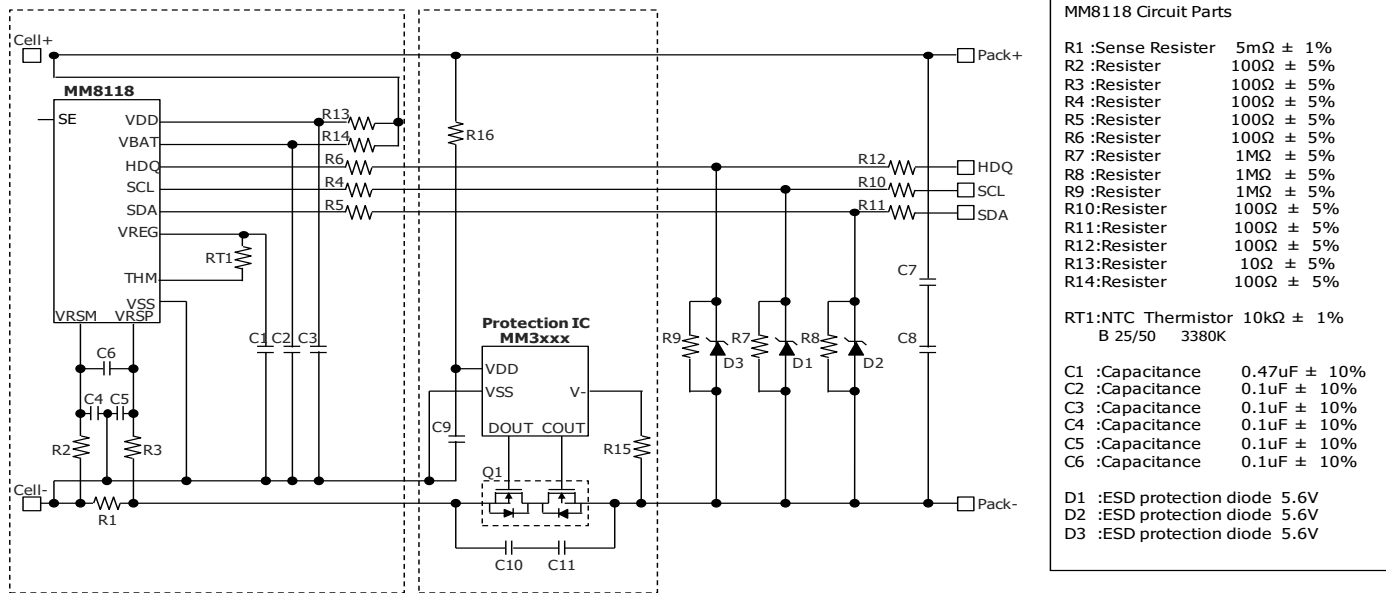 Cell+
Pack+
MM8118
SE
VDD
VBAT
HDQ
SCL
SDA
VREG
THM
VSS
VRSM
VRSP
R13
R14
R6
R4
R5
RT1
R16
R12
R10
R11
HDQ
SCL
SDA
C1
C2
C3
C6
C4
C5
R2
R3
Cell-
R1
Protection IC
MM3xxx
VDD
VSS
V-
DOUT
COUT
C9
R15
Q1
C10
C11
R9
D3
R7
D1
R8
D2
C7
C8
Pack-
MM8118 Circuit Parts
R1 :Sense Resister 5mΩ ± 1%
R2 :Resister 100Ω ± 5%
R3 :Resister 100Ω ± 5%
R4 :Resister 100Ω ± 5%
R5 :Resister 100Ω ± 5%
R6 :Resister 100Ω ± 5%
R7 :Resister 1MΩ ± 5%
R8 :Resister 1MΩ ± 5%
R9 :Resister 1MΩ ± 5%
R10:Resister 100Ω ± 5%
R11:Resister 100Ω ± 5%
R12:Resister 100Ω ± 5%
R13:Resister 10Ω ± 5%
R14:Resister 100Ω ± 5%
RT1:NTC Thermistor 10kΩ ± 1%
B 25/50 3380K
C1 :Capacitance 0.47uF ± 10%
C2 :Capacitance 0.1uF ± 10%
C3 :Capacitance 0.1uF ± 10%
C4 :Capacitance 0.1uF ± 10%
C5 :Capacitance 0.1uF ± 10%
C6 :Capacitance 0.1uF ± 10%
D1 :ESD protection diode 5.6V
D2 :ESD protection diode 5.6V
D3 :ESD protection diode 5.6V